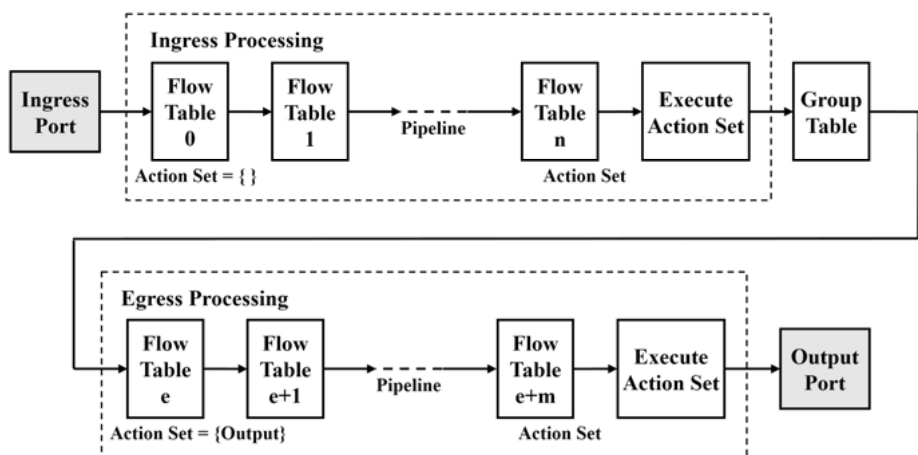 Ingress Processing
Ingress
Port
Flow
Table
0
Flow
Table
1
Pipeline
Flow
Table
n
Execute
Action Set
Group
Table
Action Set = { }
Action Set
Egress Processing
Flow
Table
e
Flow
Table
e+1
Pipeline
Flow
Table
e+m
Execute
Action Set
Output
Port
Action Set = {Output}
Action Set